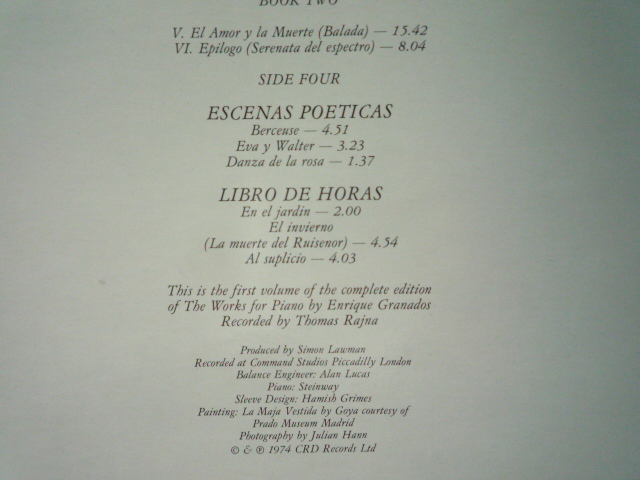 BOOK TWO
V. El Amor y la Muerte (Balada) — 15.42
VI. Epilogo (Serenata del espectro) — 8.04
SIDE FOUR
ESCENAS POETICAS
Berceuse — 4.51
Eva y Walter — 3.23
Danza de la rosa — 1.37
LIBRO DE HORAS
En el jardin — 2.00
El invierno
(La muerte del Ruisenor) — 4.54
Al suplicio — 4.03
This is the first volume of the complete edition
of The Works for Piano by Enrique Granados
Recorded by Thomas Rajna
Produced by Simon Lawman
Recorded at Command Studios Piccadilly London
Balance Engineer: Alan Lucas
Piano: Steinway
Sleeve Design: Hamish Grimes
Painting: La Maja Vestida by Goya courtesy of
Prado Museum Madrid
Photography by Julian Hann
© & ℗ 1974 CRD Records Ltd